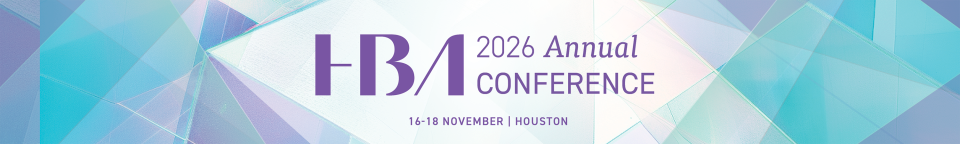 HBA 2026 Annual
CONFERENCE
16-18 NOVEMBER | HOUSTON